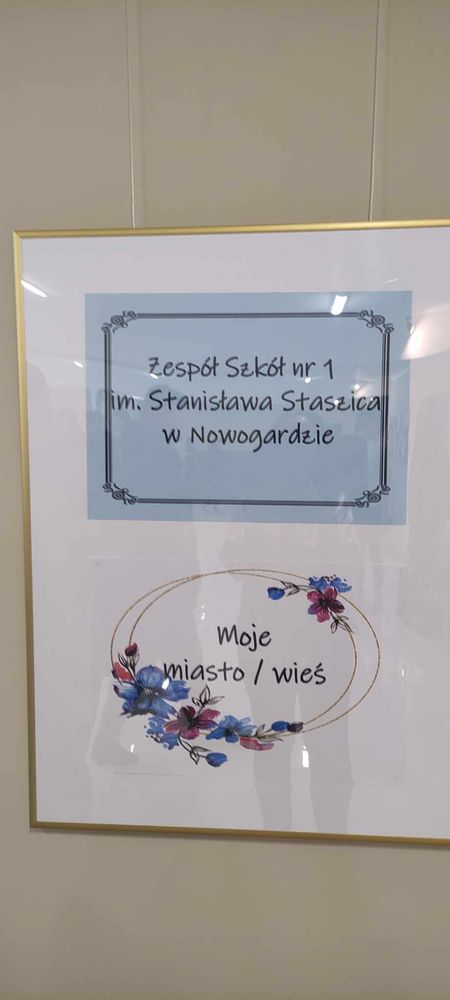 Zespół Szkół nr 1
im. Stanisława Staszica
w Nowogardzie
Moje
miasto / wieś